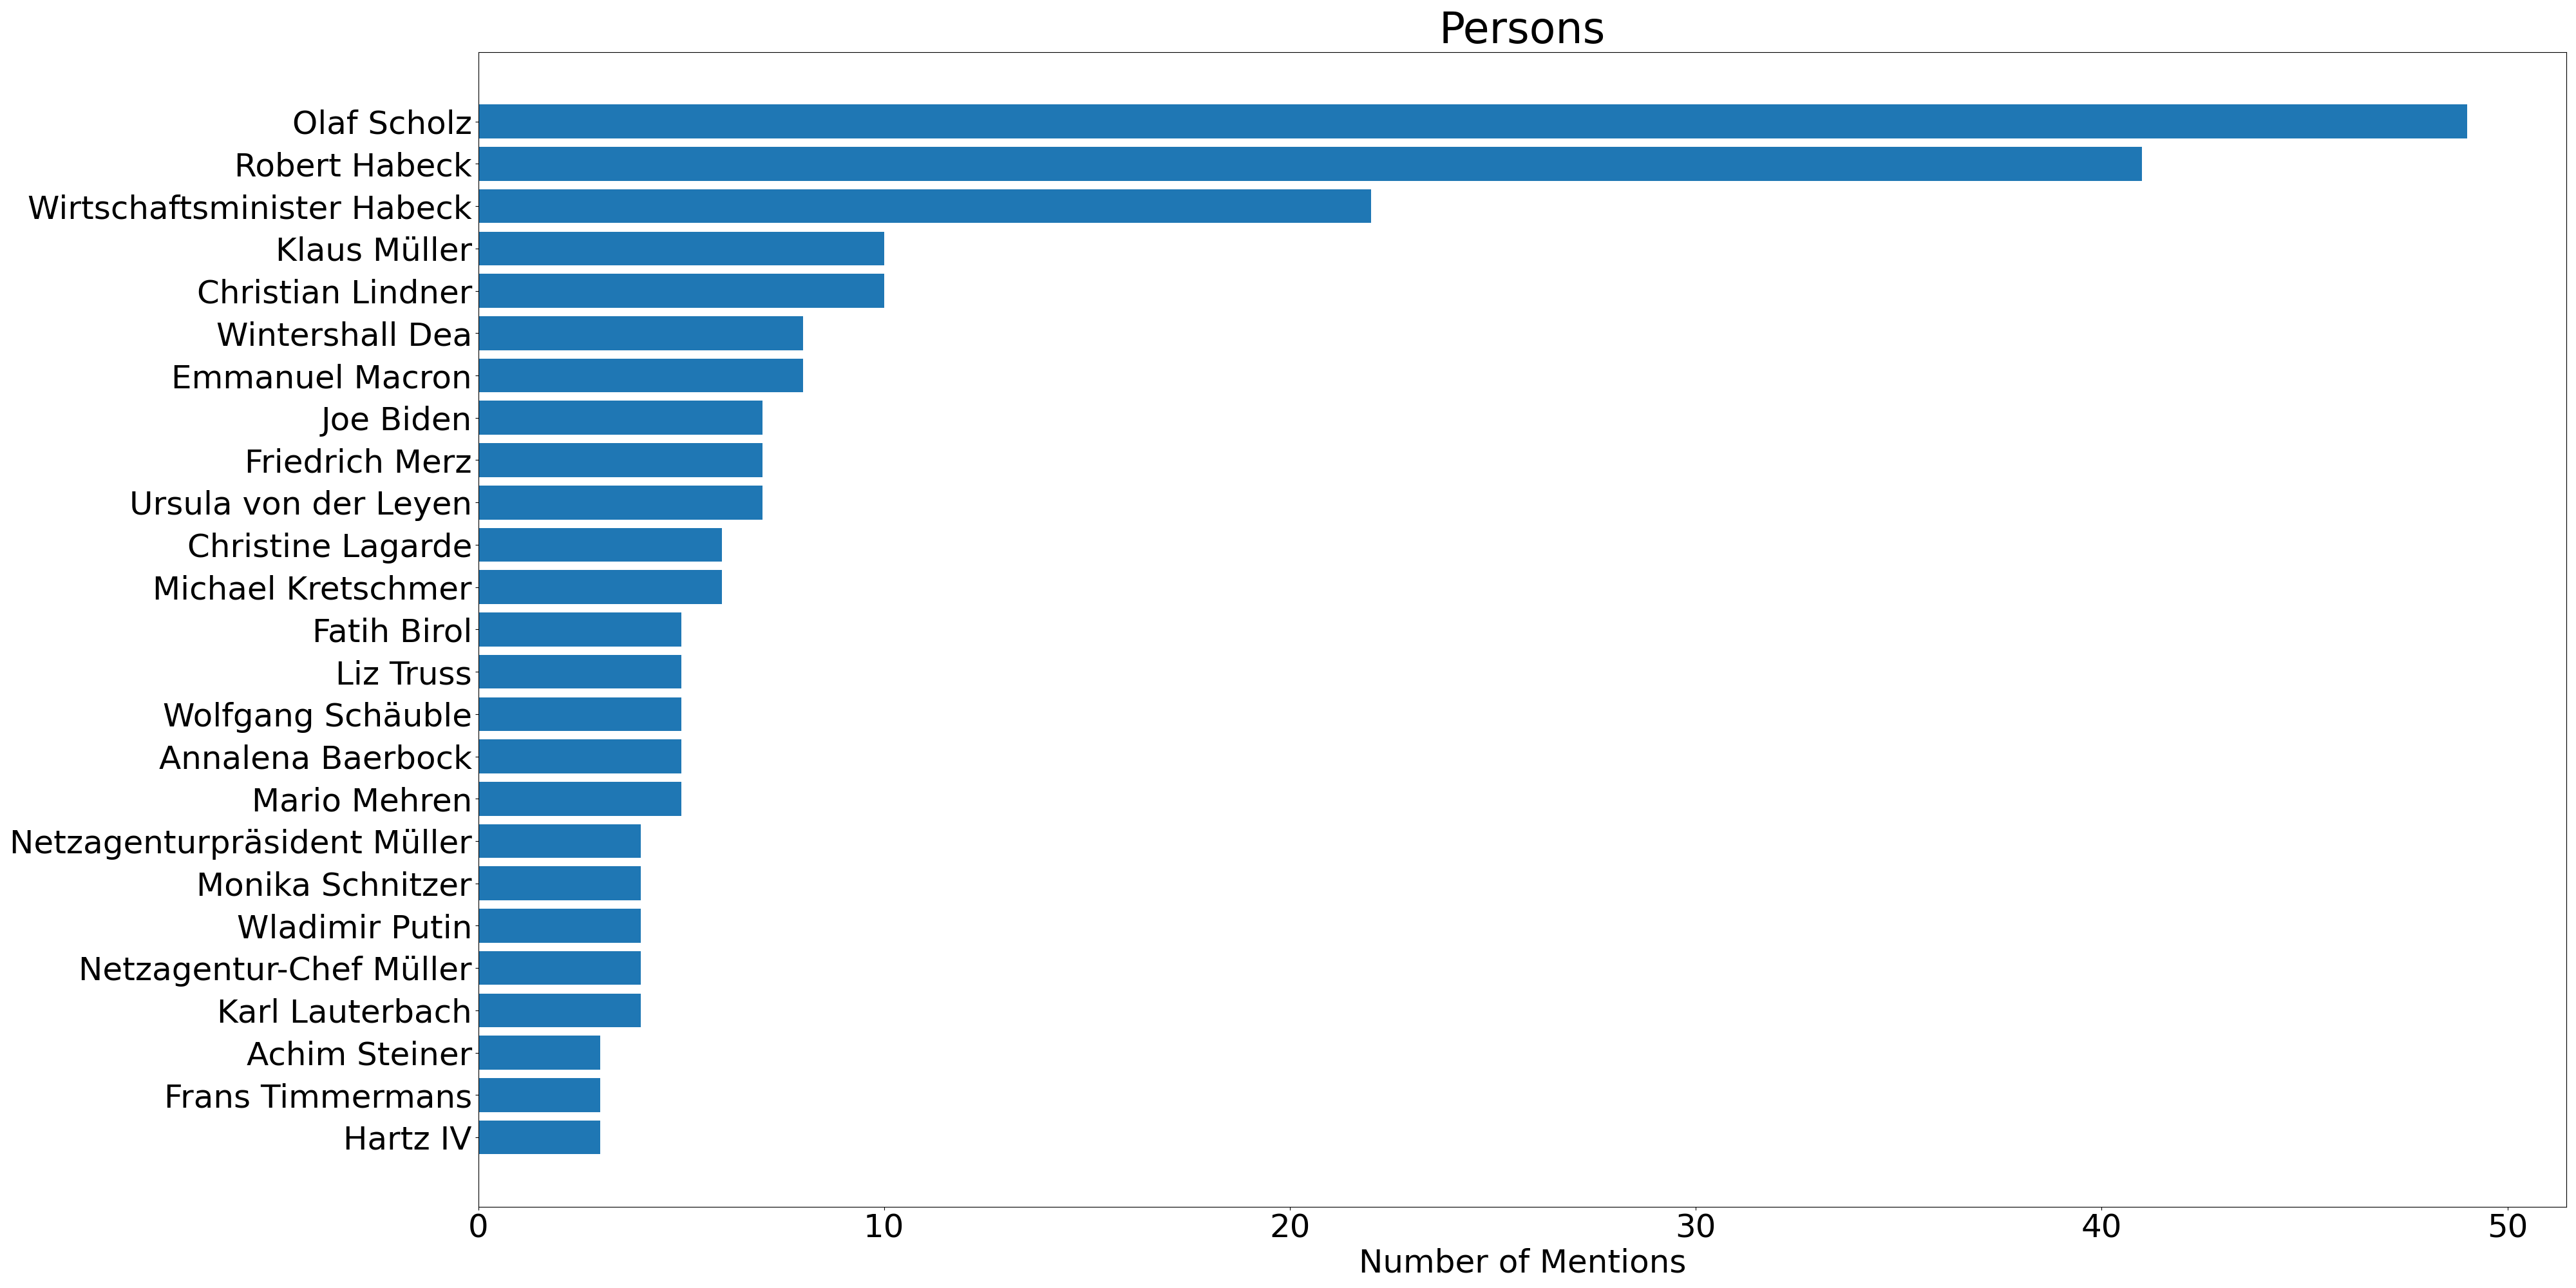 Persons
Olaf Scholz
Robert Habeck
Wirtschaftsminister Habeck
Klaus Müller
Christian Lindner
Wintershall Dea
Emmanuel Macron
Joe Biden
Friedrich Merz
Ursula von der Leyen
Christine Lagarde
Michael Kretschmer
Fatih Birol
Liz Truss
Wolfgang Schäuble
Annalena Baerbock
Mario Mehren
Netzagenturpräsident Müller
Monika Schnitzer
Wladimir Putin
Netzagentur-Chef Müller
Karl Lauterbach
Achim Steiner
Frans Timmermans
Hartz IV
0 10 20 30 40 50
Number of Mentions